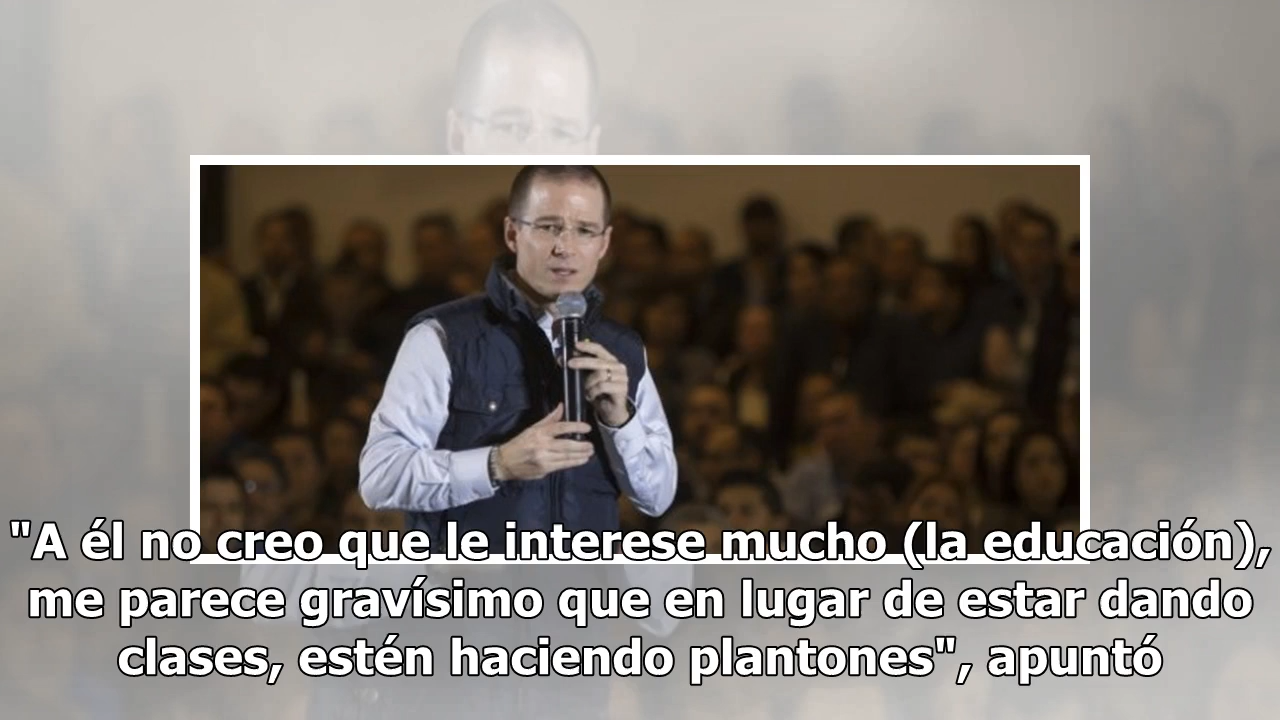 "A él no creo que le interese mucho (la educación),
me parece gravísimo que en lugar de estar dando
clases, estén haciendo plantones", apuntó